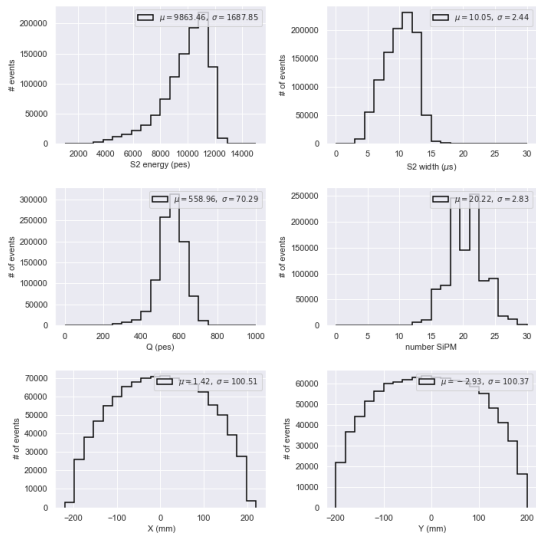 μ = 9863.46, σ = 1687.85
200000
150000
100000
50000
0
# of events
2000 4000 6000 8000 10000 12000 14000
S2 energy (pes)
μ = 10.05, σ = 2.44
200000
150000
100000
50000
0
# of events
0 5 10 15 20 25 30
S2 width (μs)
μ = 558.96, σ = 70.29
300000
250000
200000
150000
100000
50000
0
# of events
0 200 400 600 800 1000
Q (pes)
μ = 20.22, σ = 2.83
250000
200000
150000
100000
50000
0
# of events
0 5 10 15 20 25 30
number SiPM
μ = 1.42, σ = 100.51
70000
60000
50000
40000
30000
20000
10000
0
# of events
−200 −100 0 100 200
X (mm)
μ = −2.93, σ = 100.37
60000
50000
40000
30000
20000
10000
0
# of events
−200 −100 0 100 200
Y (mm)